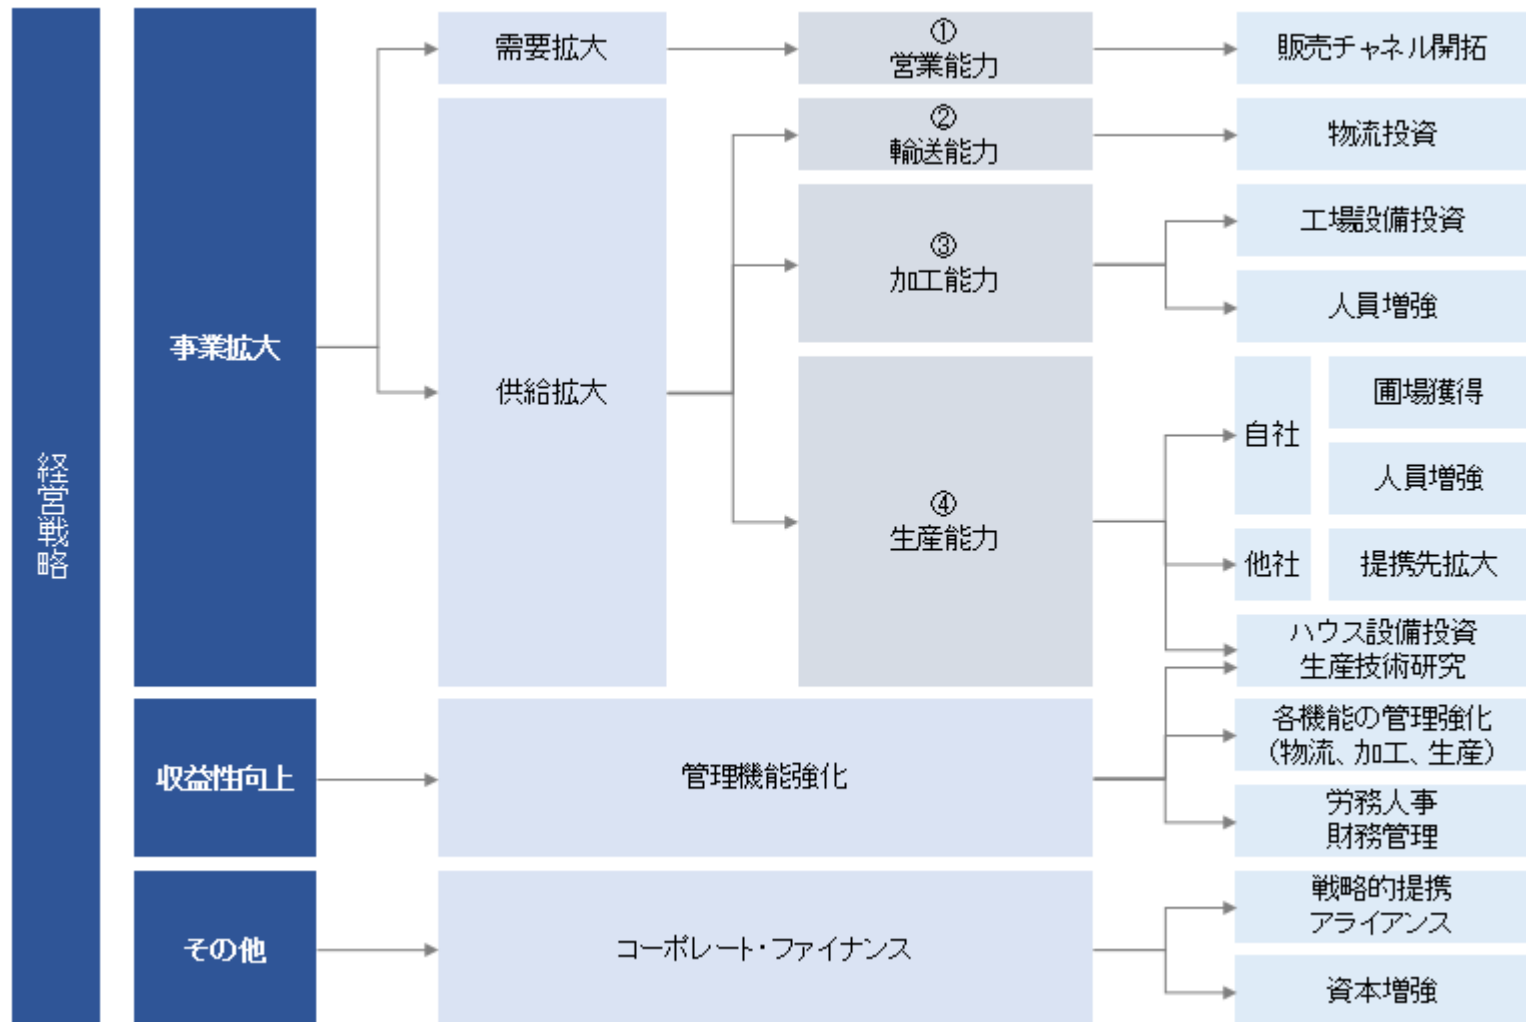 経営戦略
事業拡大
需要拡大
①
営業能力
販売チャネル開拓
供給拡大
②
輸送能力
物流投資
③
加工能力
工場設備投資
人員増強
④
生産能力
自社
圃場獲得
人員増強
他社
提携先拡大
ハウス設備投資
生産技術研究
収益性向上
管理機能強化
各機能の管理強化
（物流、加工、生産）
労務人事
財務管理
その他
コーポレート・ファイナンス
戦略的提携
アライアンス
資本増強